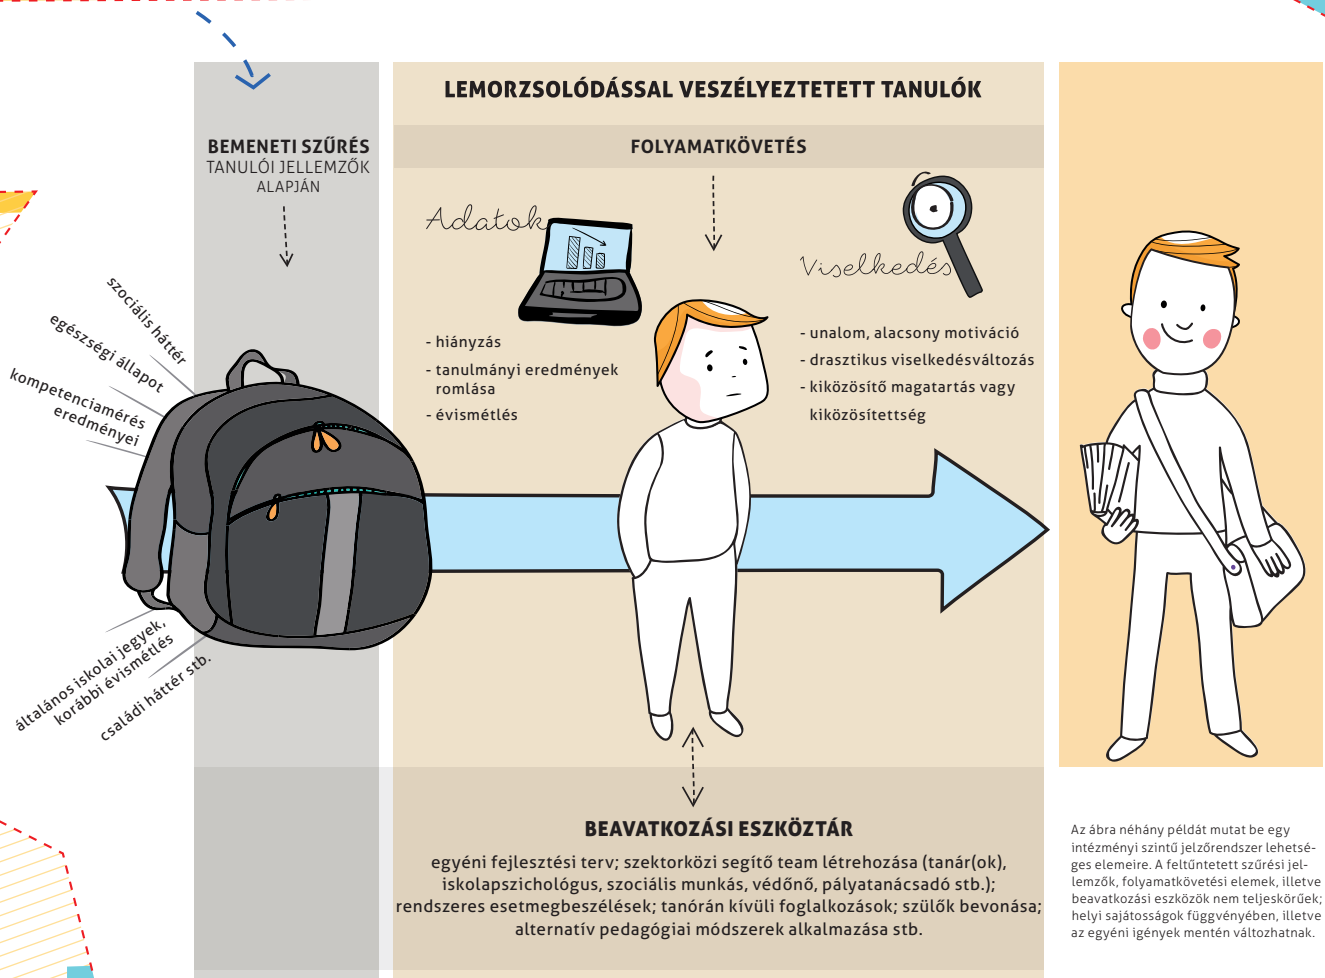 LEMORZSOLÓDÁSSAL VESZÉLYEZTETETT TANULÓK
BEMENETI SZŰRÉS
TANULÓI JELLEMZŐK
ALAPJÁN
szociális háttér
egészségi állapot
kompetenciamérés
eredményei
általános iskolai jegyek,
korábbi évismétlés
családi háttér stb.
FOLYAMATKÖVETÉS
Adatok
- hiányzás
- tanulmányi eredmények
romlása
- évismétlés
Viselkedés
- unalom, alacsony motiváció
- drasztikus viselkedésváltozás
- kiközösítő magatartás vagy
kiközösítettség
BEAVATKOZÁSI ESZKÖZTÁR
egyéni fejlesztési terv; szektorközi segítő team létrehozása (tanár(ok),
iskolapszichológus, szociális munkás, védőnő, pályatanácsadó stb.);
rendszeres esetmegbeszélések; tanórán kívüli foglalkozások; szülők bevonása;
alternatív pedagógiai módszerek alkalmazása stb.
Az ábra néhány példát mutat be egy
intézményi szintű jelzőrendszer lehetsé-
ges elemeire. A feltűntetett szűrési jel-
lemzők, folyamatkövetési elemek, illetve
beavatkozási eszközök nem teljeskörűek;
helyi sajátosságok függvényében, illetve
az egyéni igények mentén változhatnak.